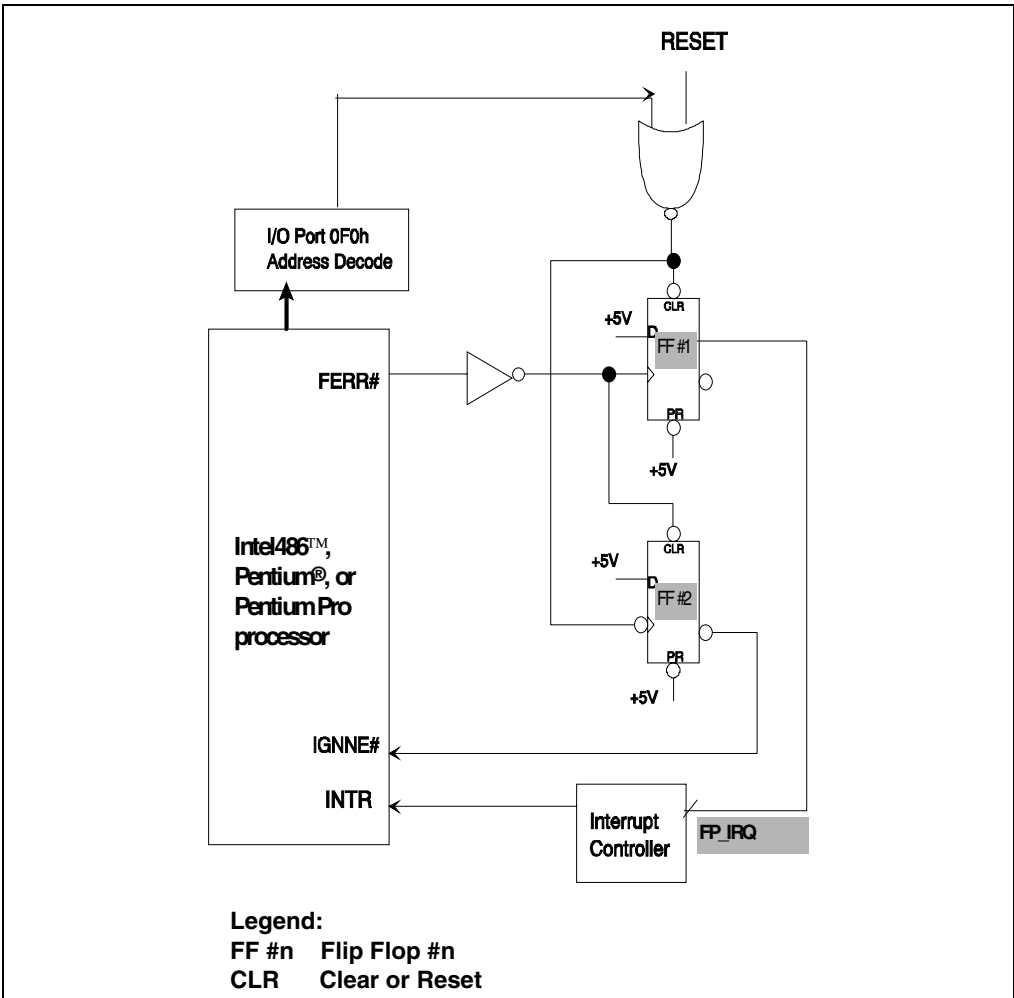 RESET
I/O Port 0F0h
Address Decode
CLR
+5V
D
FF #1
FERR#
PR
+5V
CLR
+5V
D
FF #2
Intel486™,
Pentium®, or
Pentium Pro
processor
PR
+5V
IGNNE#
INTR
Interrupt
Controller
FP_IRQ
Legend:
FF #n Flip Flop #n
CLR Clear or Reset